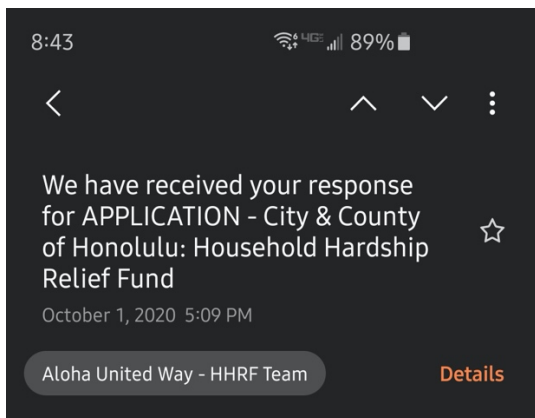 8:43 4GE 89%
We have received your response
for APPLICATION - City & County
of Honolulu: Household Hardship
Relief Fund
October 1, 2020 5:09 PM
Aloha United Way - HHRF Team Details